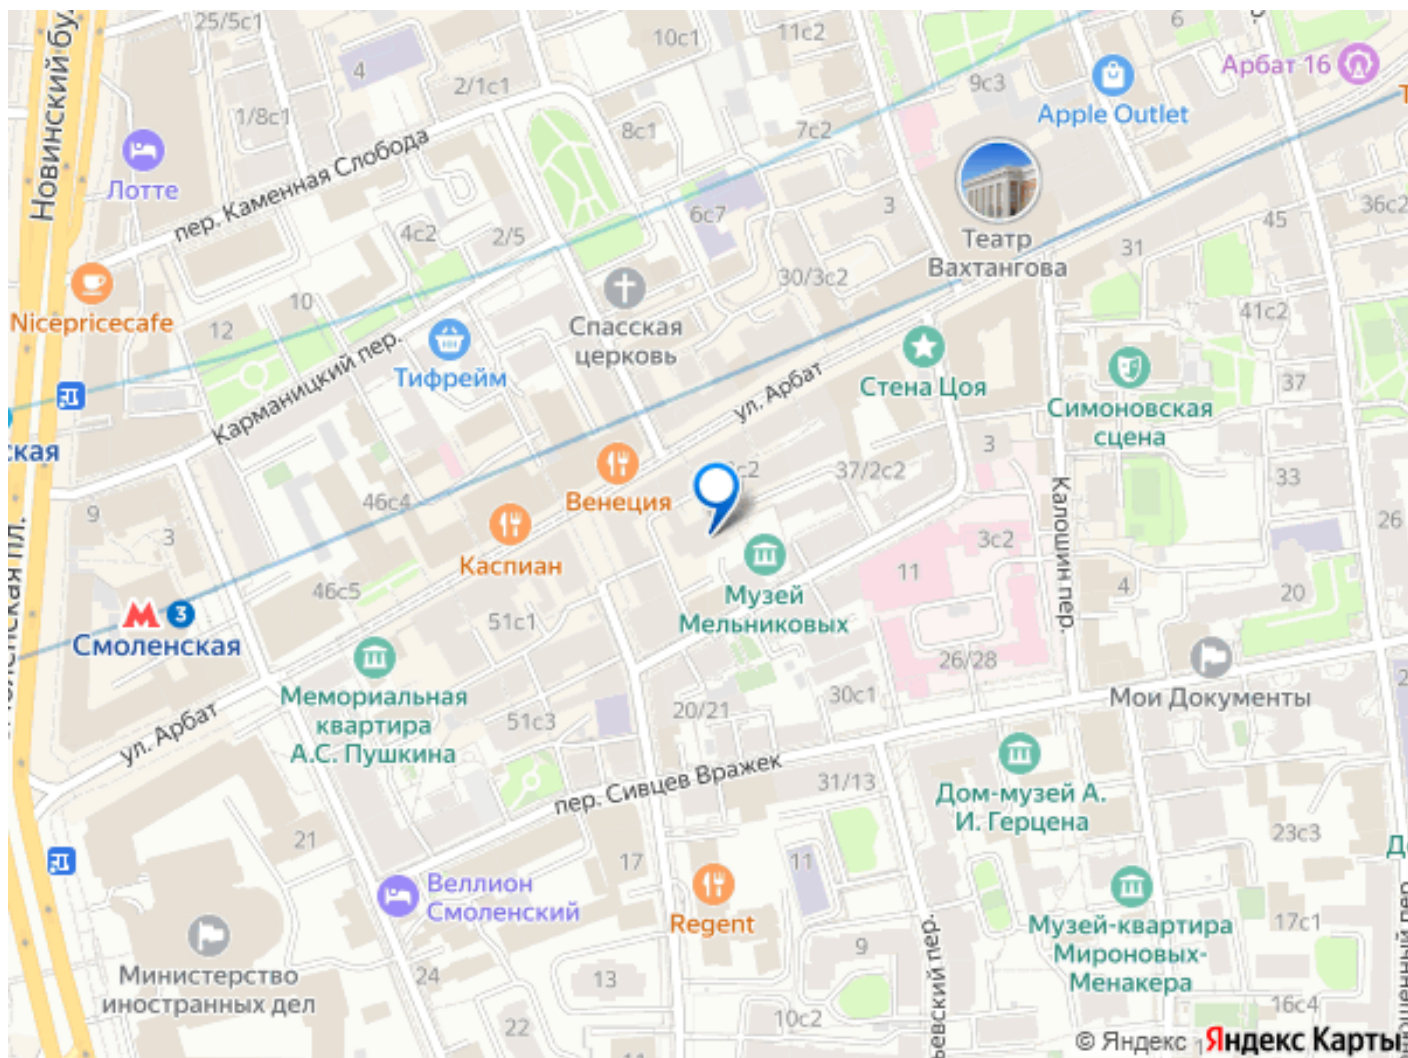 25/5с1
Новинский бу
10с1
11с2
6
Арбат 16
4
2/1с1
9с3
Apple Outlet
1/8с1
8с1
7с2
Лотте
пер. Каменная Слобода
6с7
3
45
36с2
4с2
2/5
Театр
Вахтангова
31
30/3с2
Nicepricecafe
10
12
Спасская
церковь
41с2
Тифрейм
Карманицкий пер.
ул. Арбат
Стена Цоя
37
Симоновская
сцена
ская
3
33
37/2с2
46с4
Венеция
9
3
Каспиан
Калошин пер.
26
3с2
11
4
20
46с5
Музей
Мельниковых
3
Смоленская
51с1
26/28
Мемориальная
квартира
А.С. Пушкина
30с1
Мои Документы
51с3
20/21
ул. Арбат
пер. Сивцев Вражек
31/13
Дом-музей А.
И. Герцена
21
23с3
17
11
Веллион
Смоленский
Regent
Музей-квартира
Мироновых-
Менакера
17с1
9
Министерство
иностранных дел
24
13
22
10с2
16с4
11
ьевский пер.
© Яндекс
Яндекс Карты